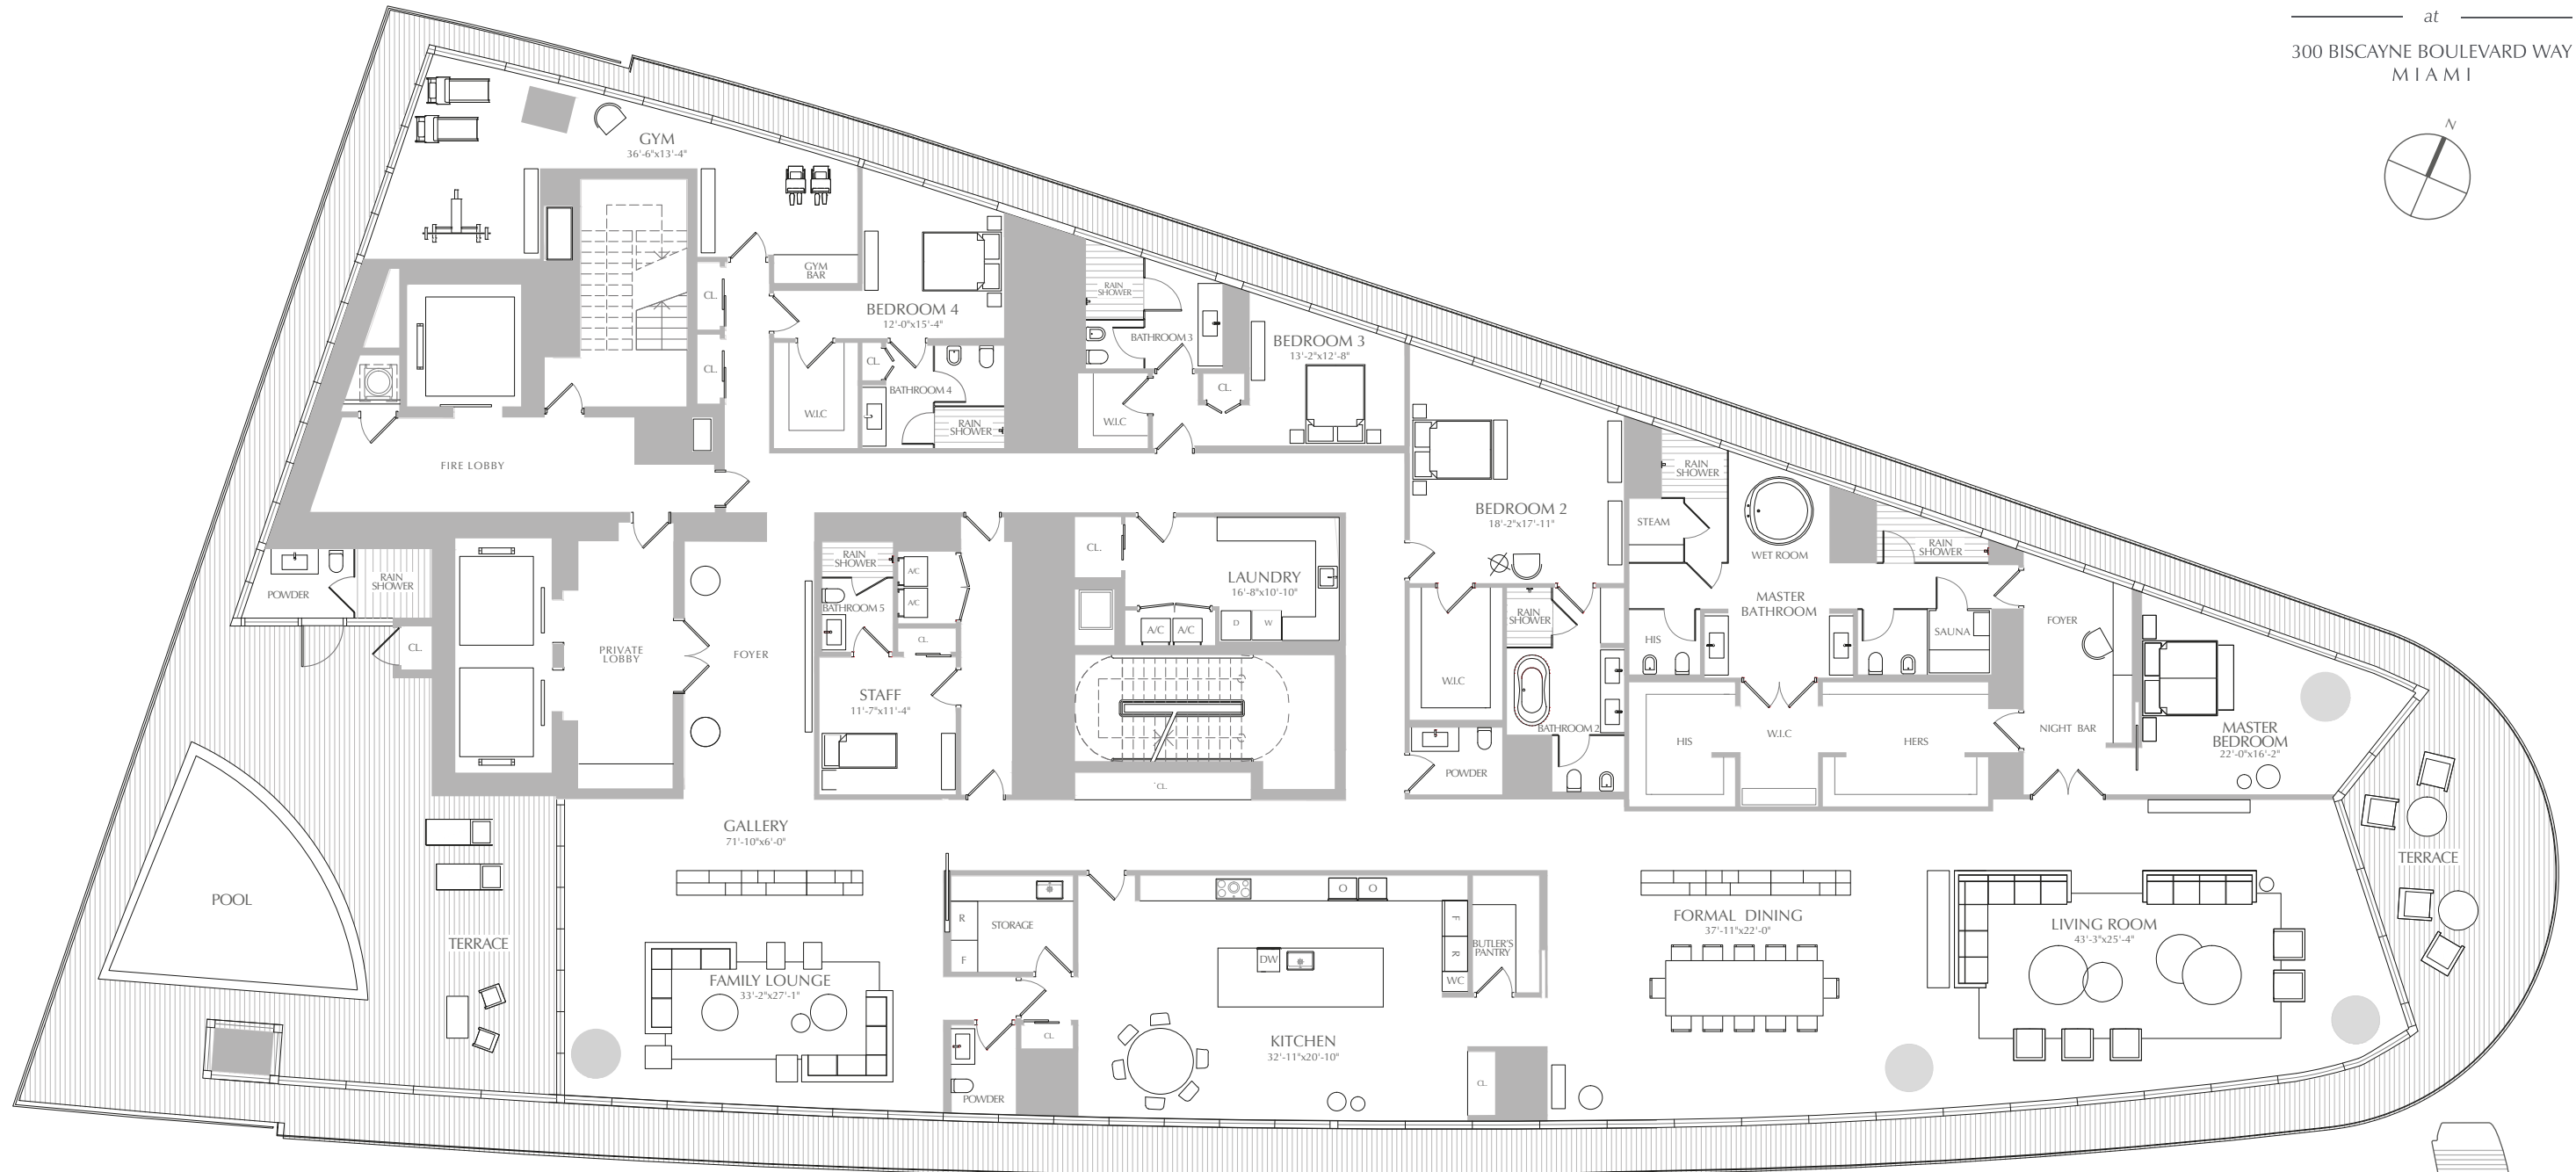 at
300 BISCAYNE BOULEVARD WAY
MIAMI
N
GYM
36'-6"x13'-4"
GYM
BAR
CL.
CL.
BEDROOM 4
12'-0"x15'-4"
W.I.C
CL.
BATHROOM 4
RAIN
SHOWER
RAIN
SHOWER
BATHROOM 3
W.I.C
CL.
BEDROOM 3
13'-2"x12'-8"
FIRE LOBBY
BEDROOM 2
18'-2"x17'-11"
RAIN
SHOWER
STEAM
WET ROOM
RAIN
SHOWER
MASTER
BATHROOM
HIS
SAUNA
FOYER
POWDER
RAIN
SHOWER
CL.
PRIVATE
LOBBY
FOYER
RAIN
SHOWER
A/C
A/C
BATHROOM 5
CL.
STAFF
11'-7"x11'-4"
CL.
LAUNDRY
16'-8"x10'-10"
A/C
A/C
D
W
CL.
W.I.C
RAIN
SHOWER
BATHROOM 2
POWDER
HIS
W.I.C
HERS
NIGHT BAR
MASTER
BEDROOM
22'-0"x16'-2"
GALLERY
71'-10"x6'-0"
POOL
TERRACE
FAMILY LOUNGE
33'-2"x27'-1"
R
F
STORAGE
CL.
POWDER
O
O
DW
F
R
WC
BUTLER'S
PANTRY
KITCHEN
32'-11"x20'-10"
CL.
FORMAL DINING
37'-11"x22'-0"
LIVING ROOM
43'-3"x25'-4"
TERRACE